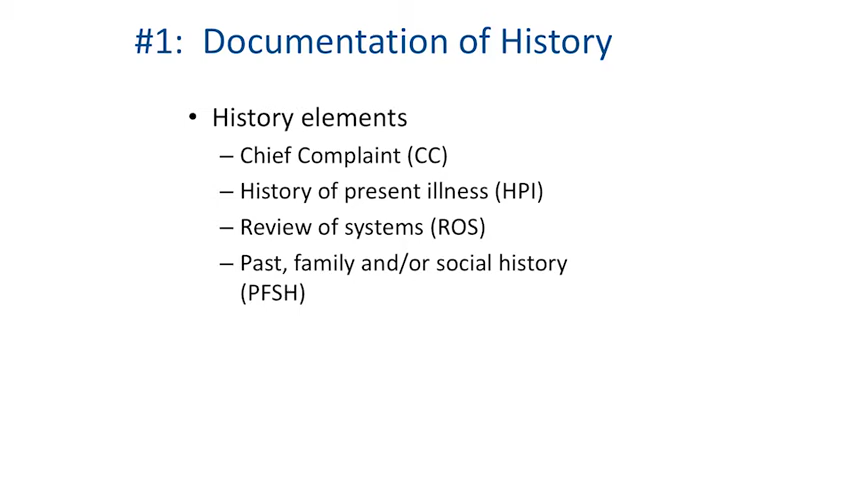 #1: Documentation of History
• History elements
– Chief Complaint (CC)
– History of present illness (HPI)
– Review of systems (ROS)
– Past, family and/or social history
(PFSH)